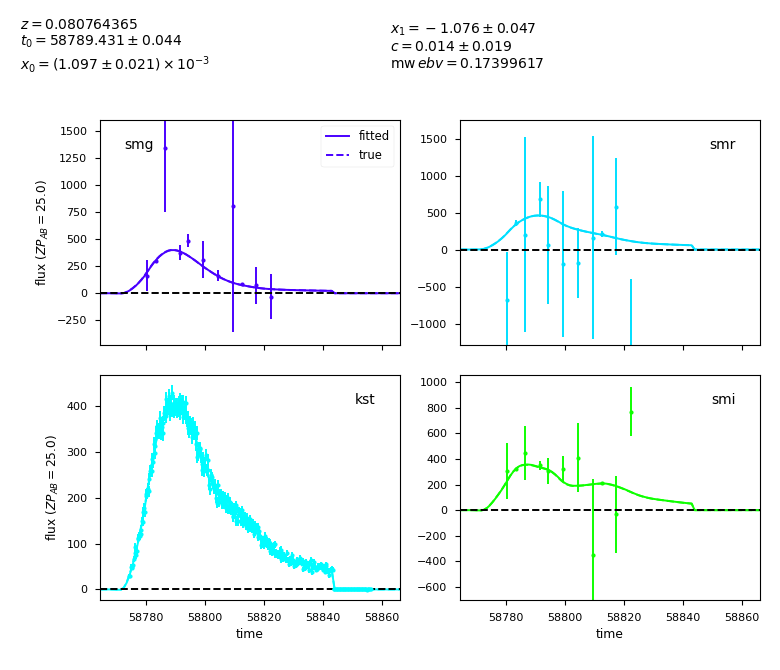 z = 0.080764365
t₀ = 58789.431 ± 0.044
x₀ = (1.097 ± 0.021) × 10⁻³
x₁ = −1.076 ± 0.047
c = 0.014 ± 0.019
mw ebv = 0.17399617
1500
1250
1000
750
500
250
0
−250
flux (ZP_AB = 25.0)
smg
fitted
true
1500
1000
500
0
−500
−1000
smr
400
300
200
100
0
flux (ZP_AB = 25.0)
kst
58780
58800
58820
58840
58860
time
1000
800
600
400
200
0
−200
−400
−600
smi
58780
58800
58820
58840
58860
time